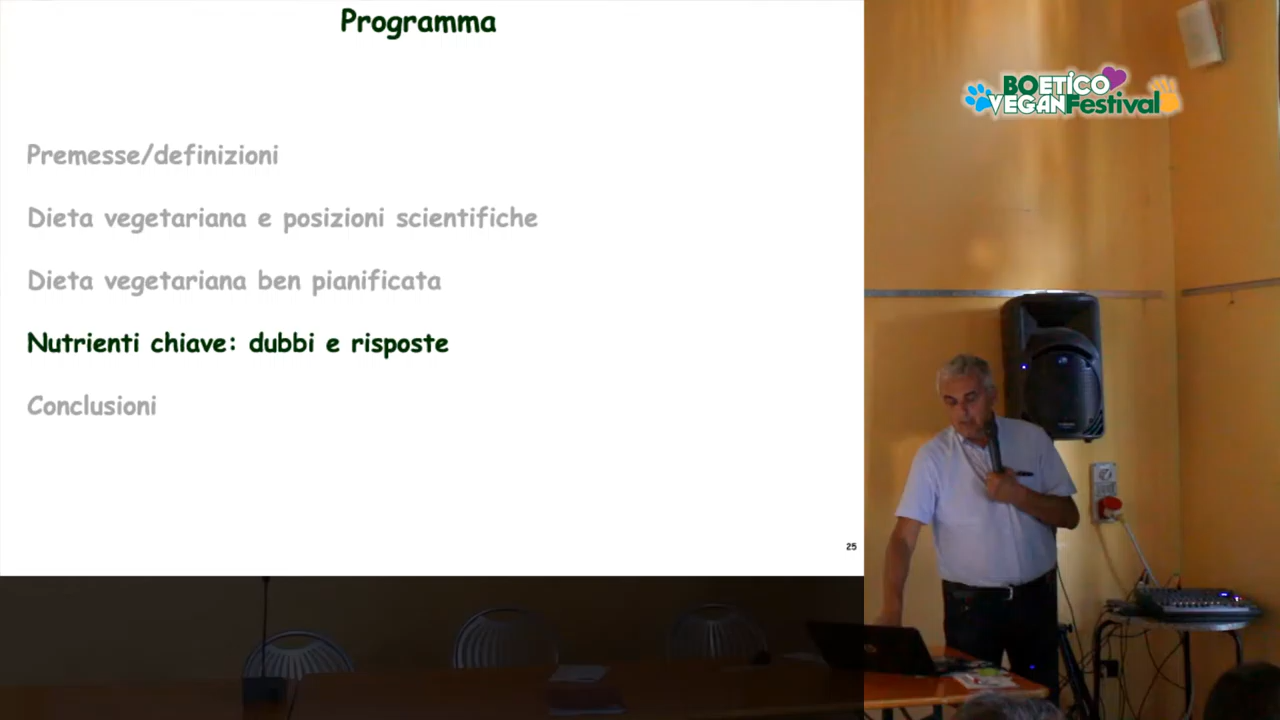 Programma
BOETICO
VEGANFestival
Premesse/definizioni
Dieta vegetariana e posizioni scientifiche
Dieta vegetariana ben pianificata
Nutrienti chiave: dubbi e risposte
Conclusioni
25